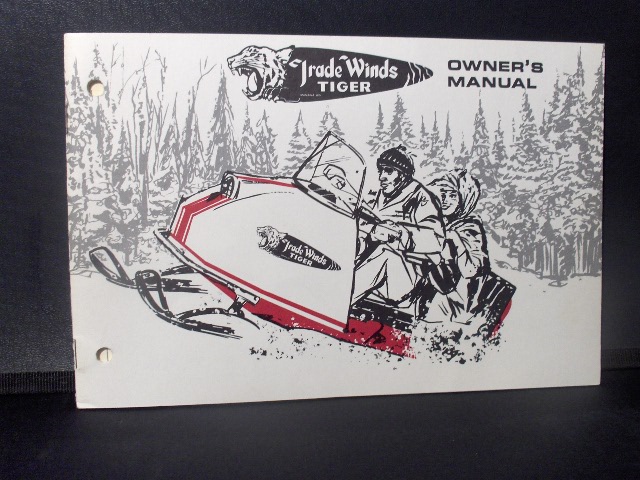 Trade Winds
TIGER
OWNER'S
MANUAL
Trade Winds
TIGER